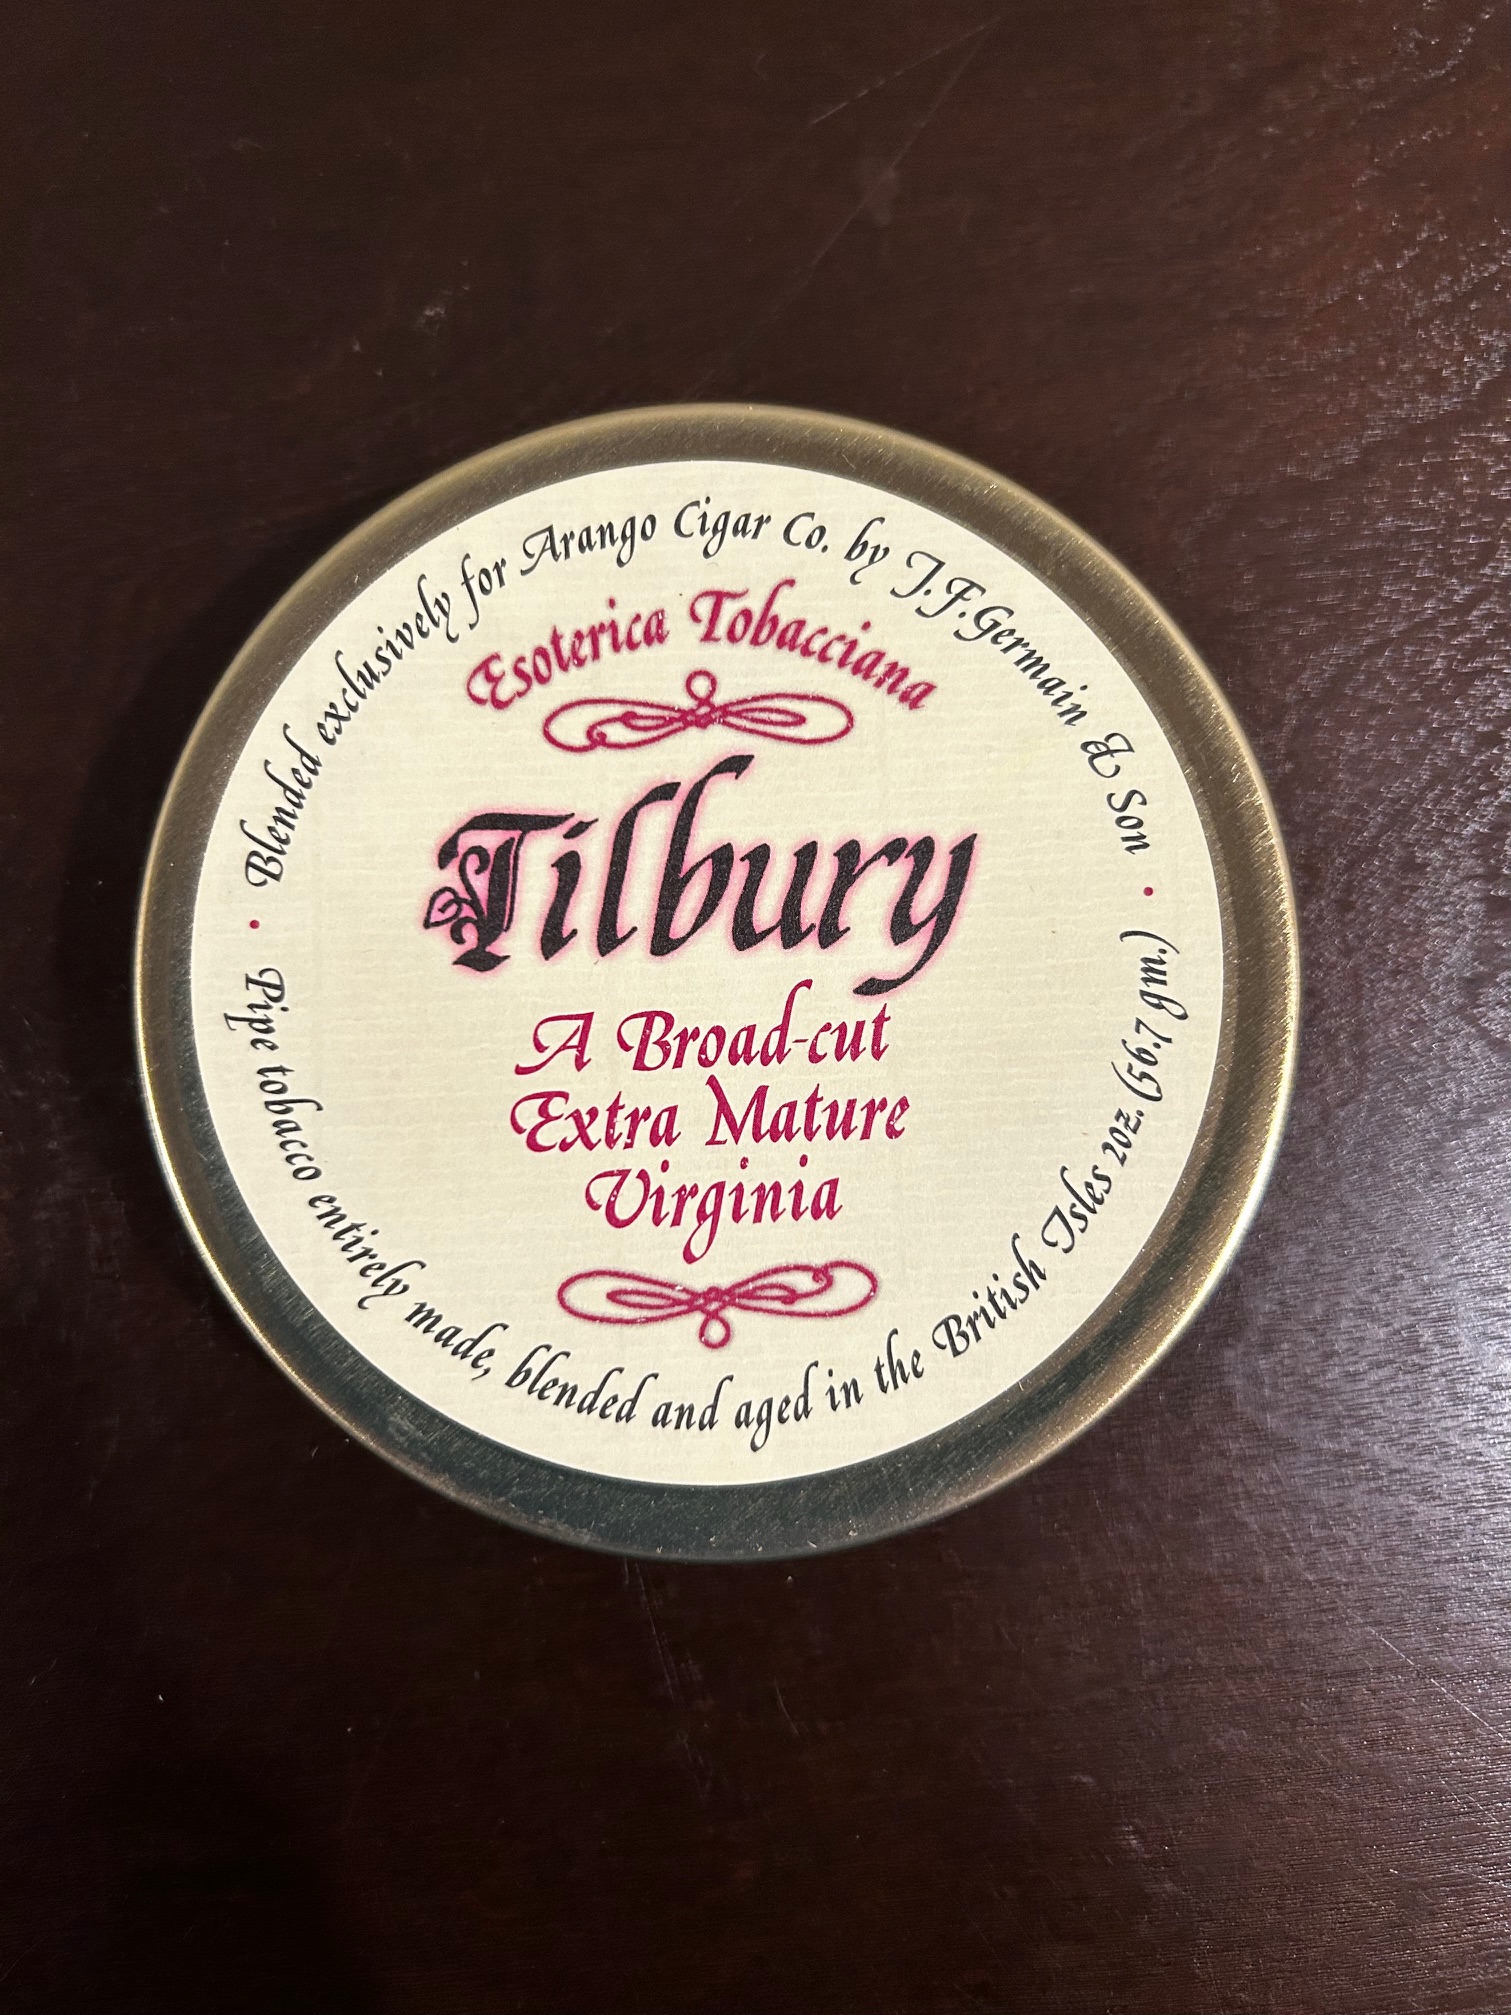 Blended exclusively for Arango Cigar Co. by J.F.Germain & Son
Esoterica Tobacciana
Tilbury
A Broad-cut
Extra Mature
Virginia
Pipe tobacco entirely made, blended and aged in the British Isles 2oz. (56.7 gm.)